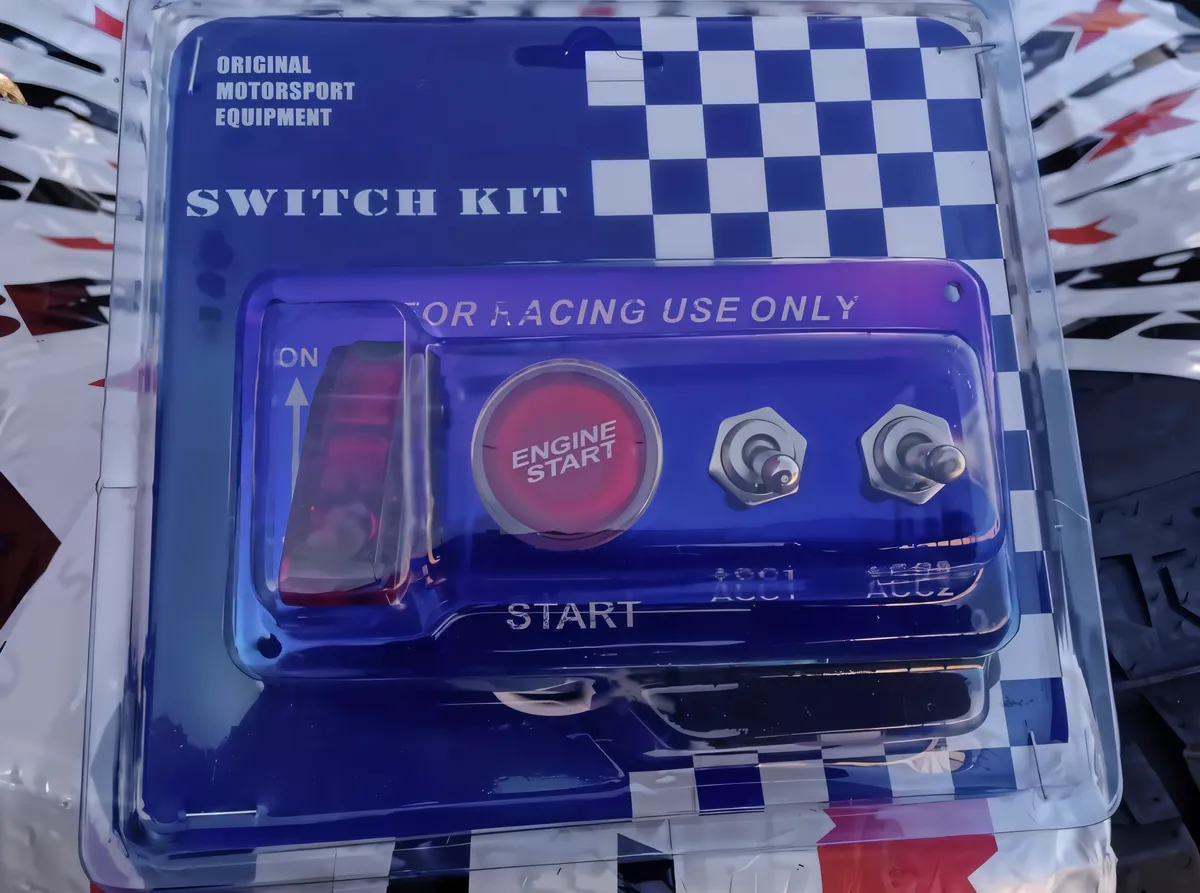 ORIGINAL
MOTORSPORT
EQUIPMENT
SWITCH KIT
FOR RACING USE ONLY
ON
ENGINE
START
START
ACC1
ACC2